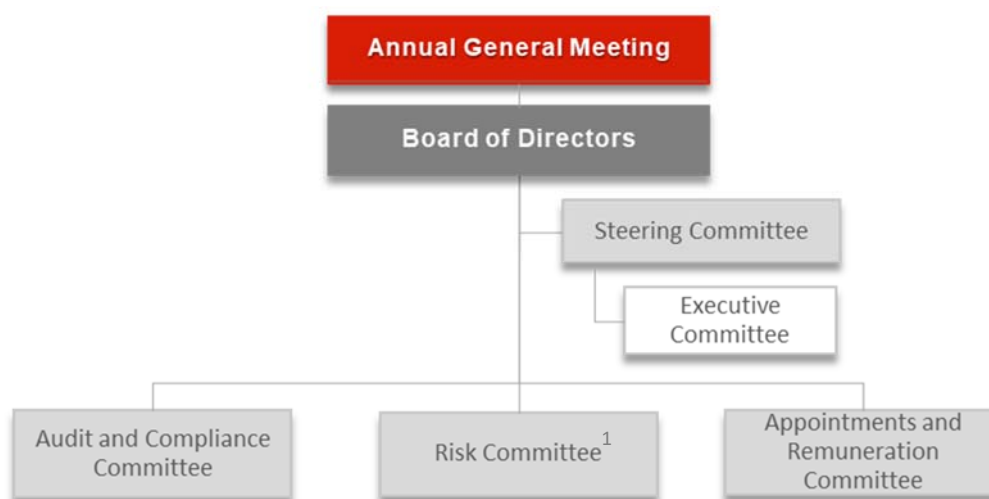 Annual General Meeting
Board of Directors
Steering Committee
Executive
Committee
Audit and Compliance
Committee
Risk Committee1
Appointments and
Remuneration
Committee